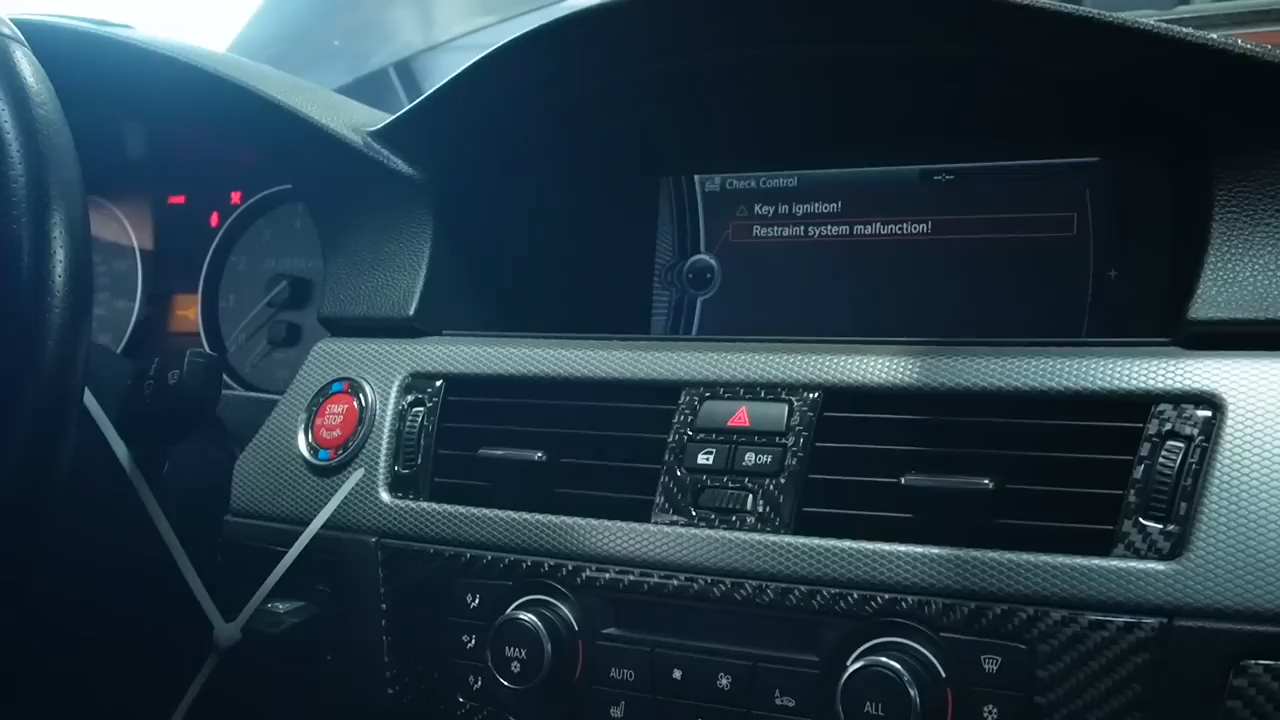 Check Control
Key in ignition!
Restraint system malfunction!
START
STOP
ENGINE
OFF
MAX
AUTO
ALL